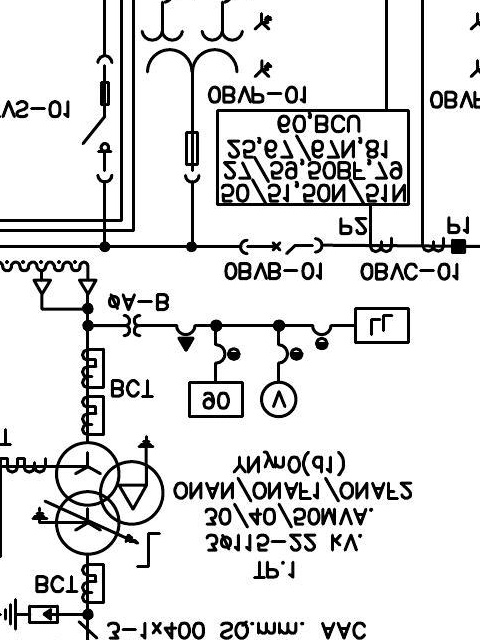 3-1x400 SQ.mm. AAC
BCT
TP.1
3ø115-22 kV.
30/40/50MVA.
ONAN/ONAF1/ONAF2
YNyn0(d1)
BCT
90
V
LL
øA-B
0BVB-01
0BVC-01
P2
P1
50/51,50N/51N
27/59,50BF,79
25,67/67N,81
60,BCU
VS-01
0BVP-01
0BVP